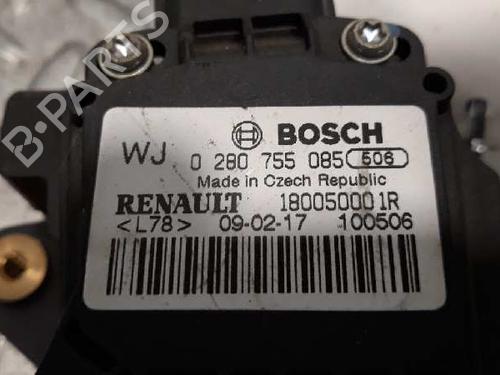 B-PARTS
BOSCH
WJ 0 280 755 085 506
Made in Czech Republic
RENAULT 180050001R
<L78> 09-02-17 100506